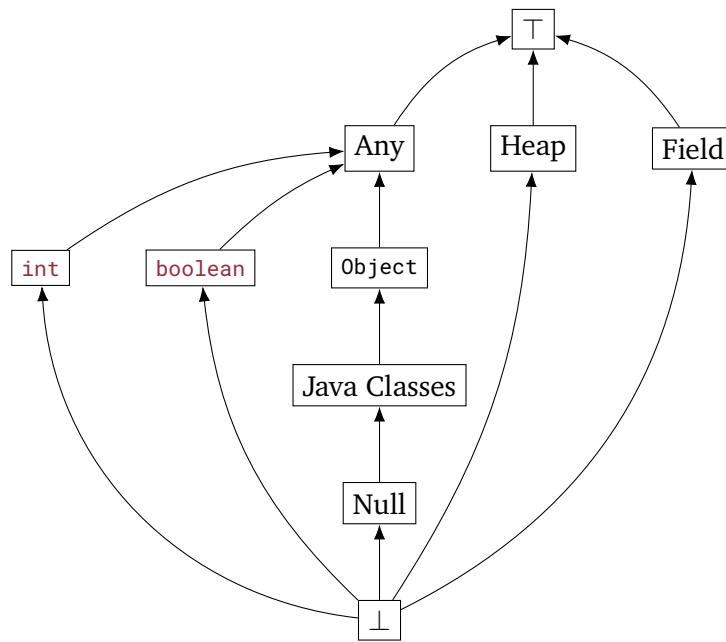 ⊤
Any
Heap
Field
int
boolean
Object
Java Classes
Null
⊥